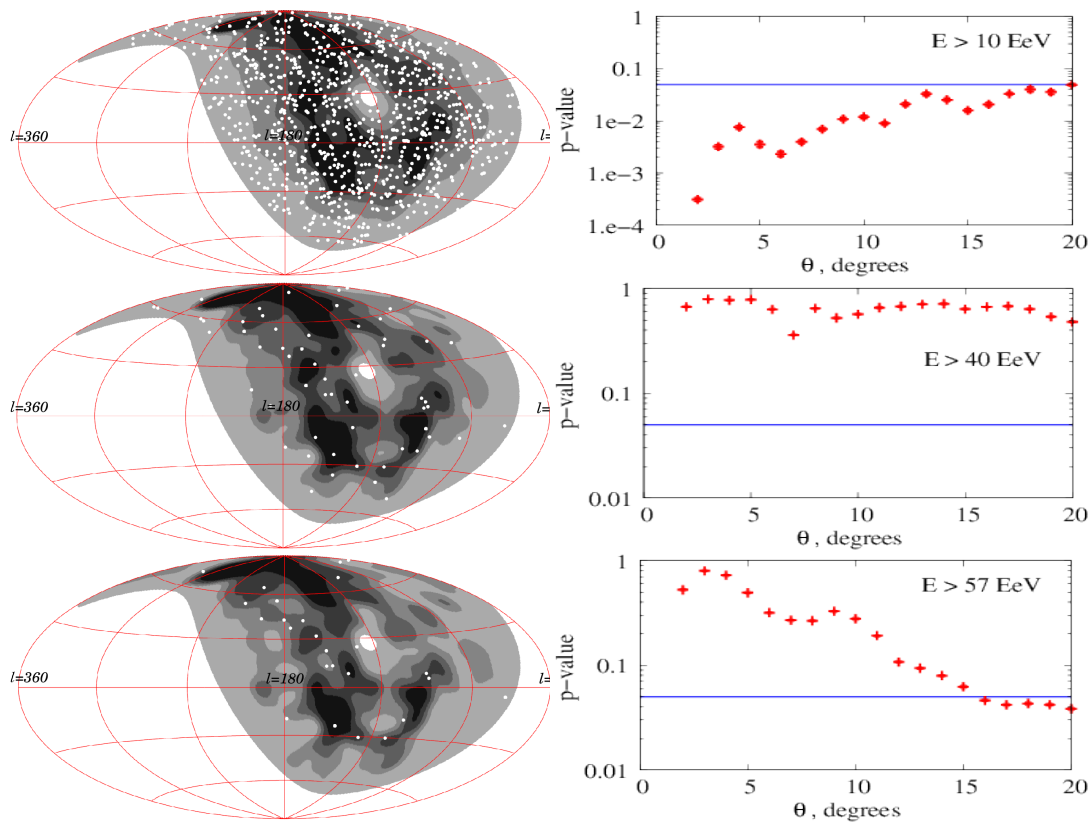 l=360
l=180
l=
1
0.1
1e-2
1.e-3
1.e-4
p-value
E > 10 EeV
0 5 10 15 20
θ , degrees
l=360
l=180
l=
1
0.1
0.01
p-value
E > 40 EeV
0 5 10 15 20
θ , degrees
l=360
l=180
l=
1
0.1
0.01
p-value
E > 57 EeV
0 5 10 15 20
θ , degrees